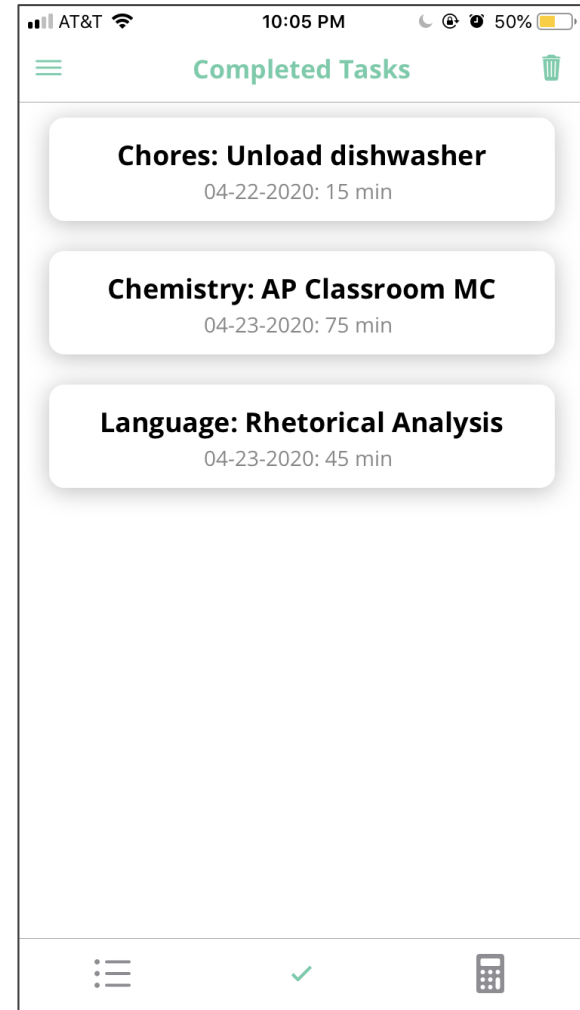 AT&T 10:05 PM 50%
Completed Tasks
Chores: Unload dishwasher
04-22-2020: 15 min
Chemistry: AP Classroom MC
04-23-2020: 75 min
Language: Rhetorical Analysis
04-23-2020: 45 min